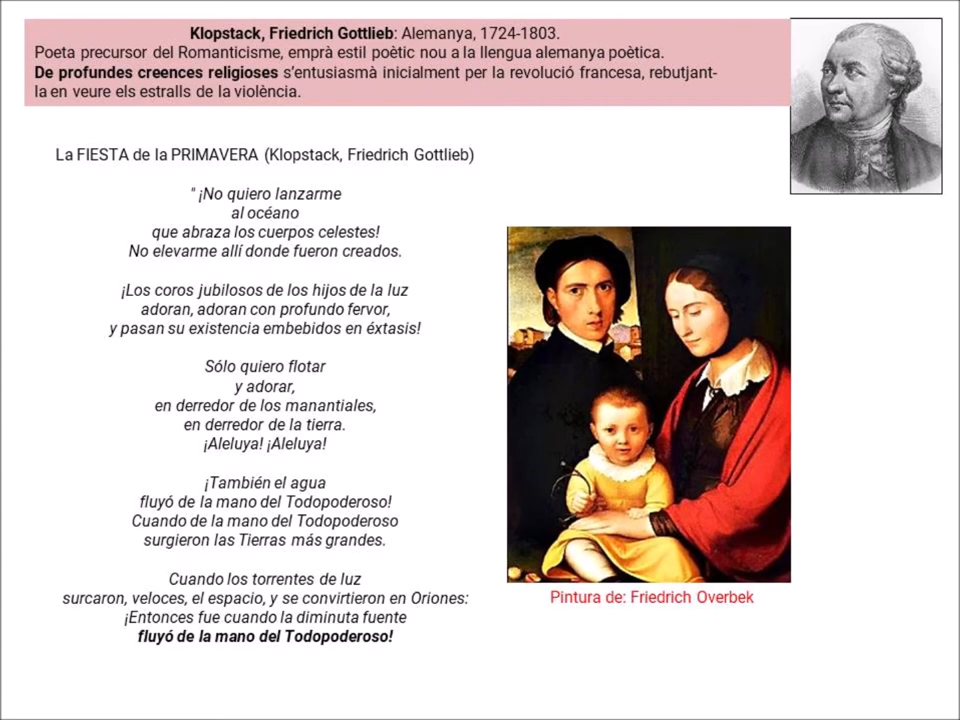 Klopstack, Friedrich Gottlieb: Alemanya, 1724-1803.
Poeta precursor del Romanticisme, emprà estil poètic nou a la llengua alemanya poètica.
De profundes creences religioses s'entusiasmà inicialment per la revolució francesa, rebutjant-
la en veure els estralls de la violència.
La FIESTA de la PRIMAVERA (Klopstack, Friedrich Gottlieb)
" ¡No quiero lanzarme
al océano
que abraza los cuerpos celestes!
No elevarme allí donde fueron creados.
¡Los coros jubilosos de los hijos de la luz
adoran, adoran con profundo fervor,
y pasan su existencia embebidos en éxtasis!
Sólo quiero flotar
y adorar,
en derredor de los manantiales,
en derredor de la tierra.
¡Aleluya! ¡Aleluya!
¡También el agua
fluyó de la mano del Todopoderoso!
Cuando de la mano del Todopoderoso
surgieron las Tierras más grandes.
Cuando los torrentes de luz
surcaron, veloces, el espacio, y se convirtieron en Oriones:
¡Entonces fue cuando la diminuta fuente
fluyó de la mano del Todopoderoso!
Pintura de: Friedrich Overbek